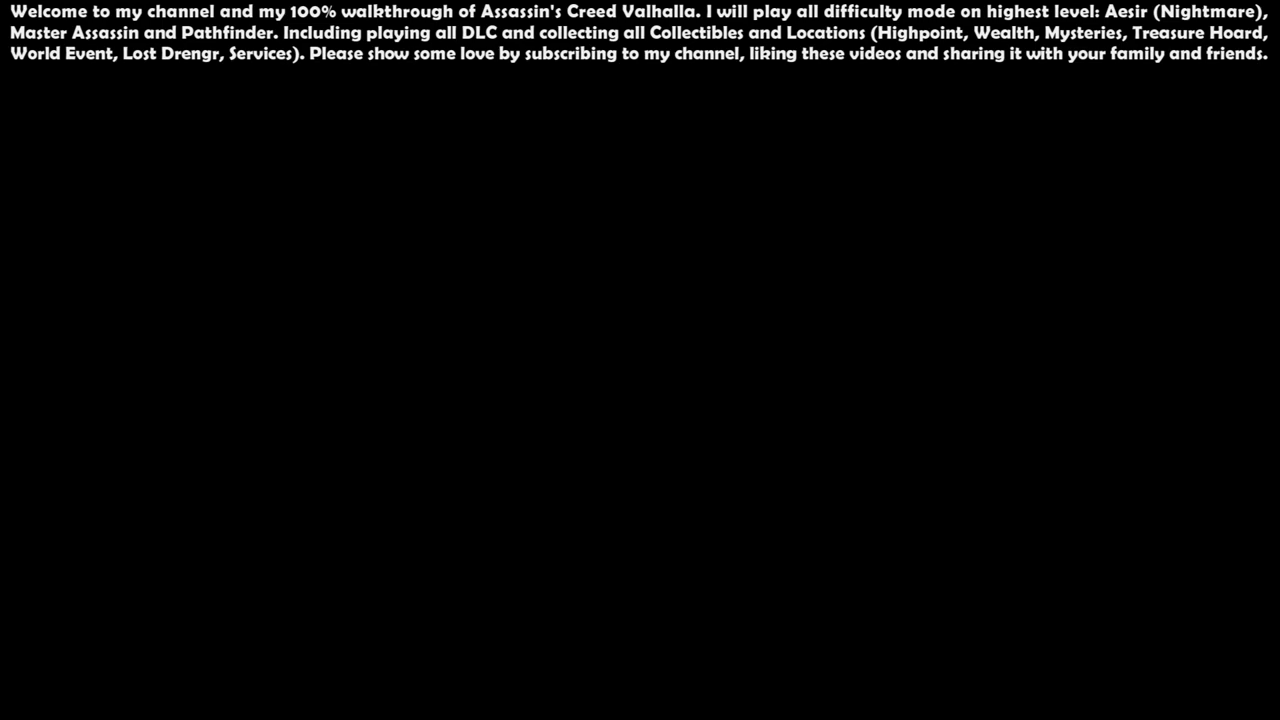 Welcome to my channel and my 100% walkthrough of Assassin's Creed Valhalla. I will play all difficulty mode on highest level: Aesir (Nightmare),
Master Assassin and Pathfinder. Including playing all DLC and collecting all Collectibles and Locations (Highpoint, Wealth, Mysteries, Treasure Hoard,
World Event, Lost Drengr, Services). Please show some love by subscribing to my channel, liking these videos and sharing it with your family and friends.